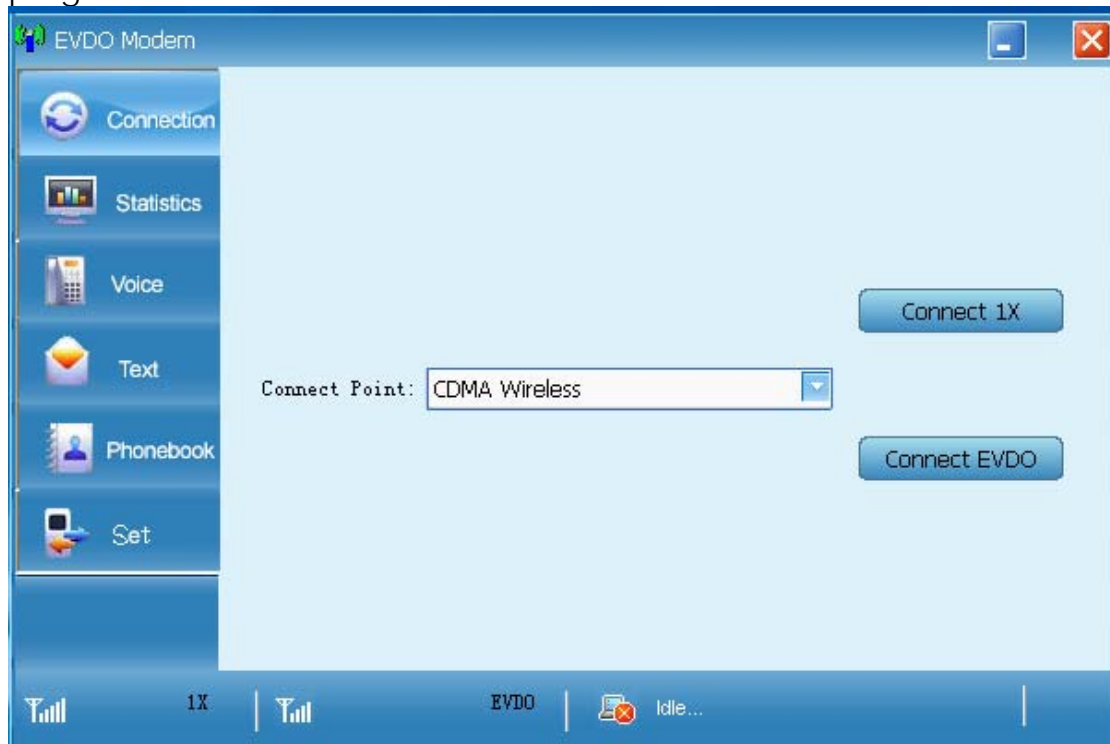 EVDO Modem
Connection
Statistics
Voice
Text
Phonebook
Set
Connect 1X
Connect Point: CDMA Wireless
Connect EVDO
1X
EVDO
Idle...